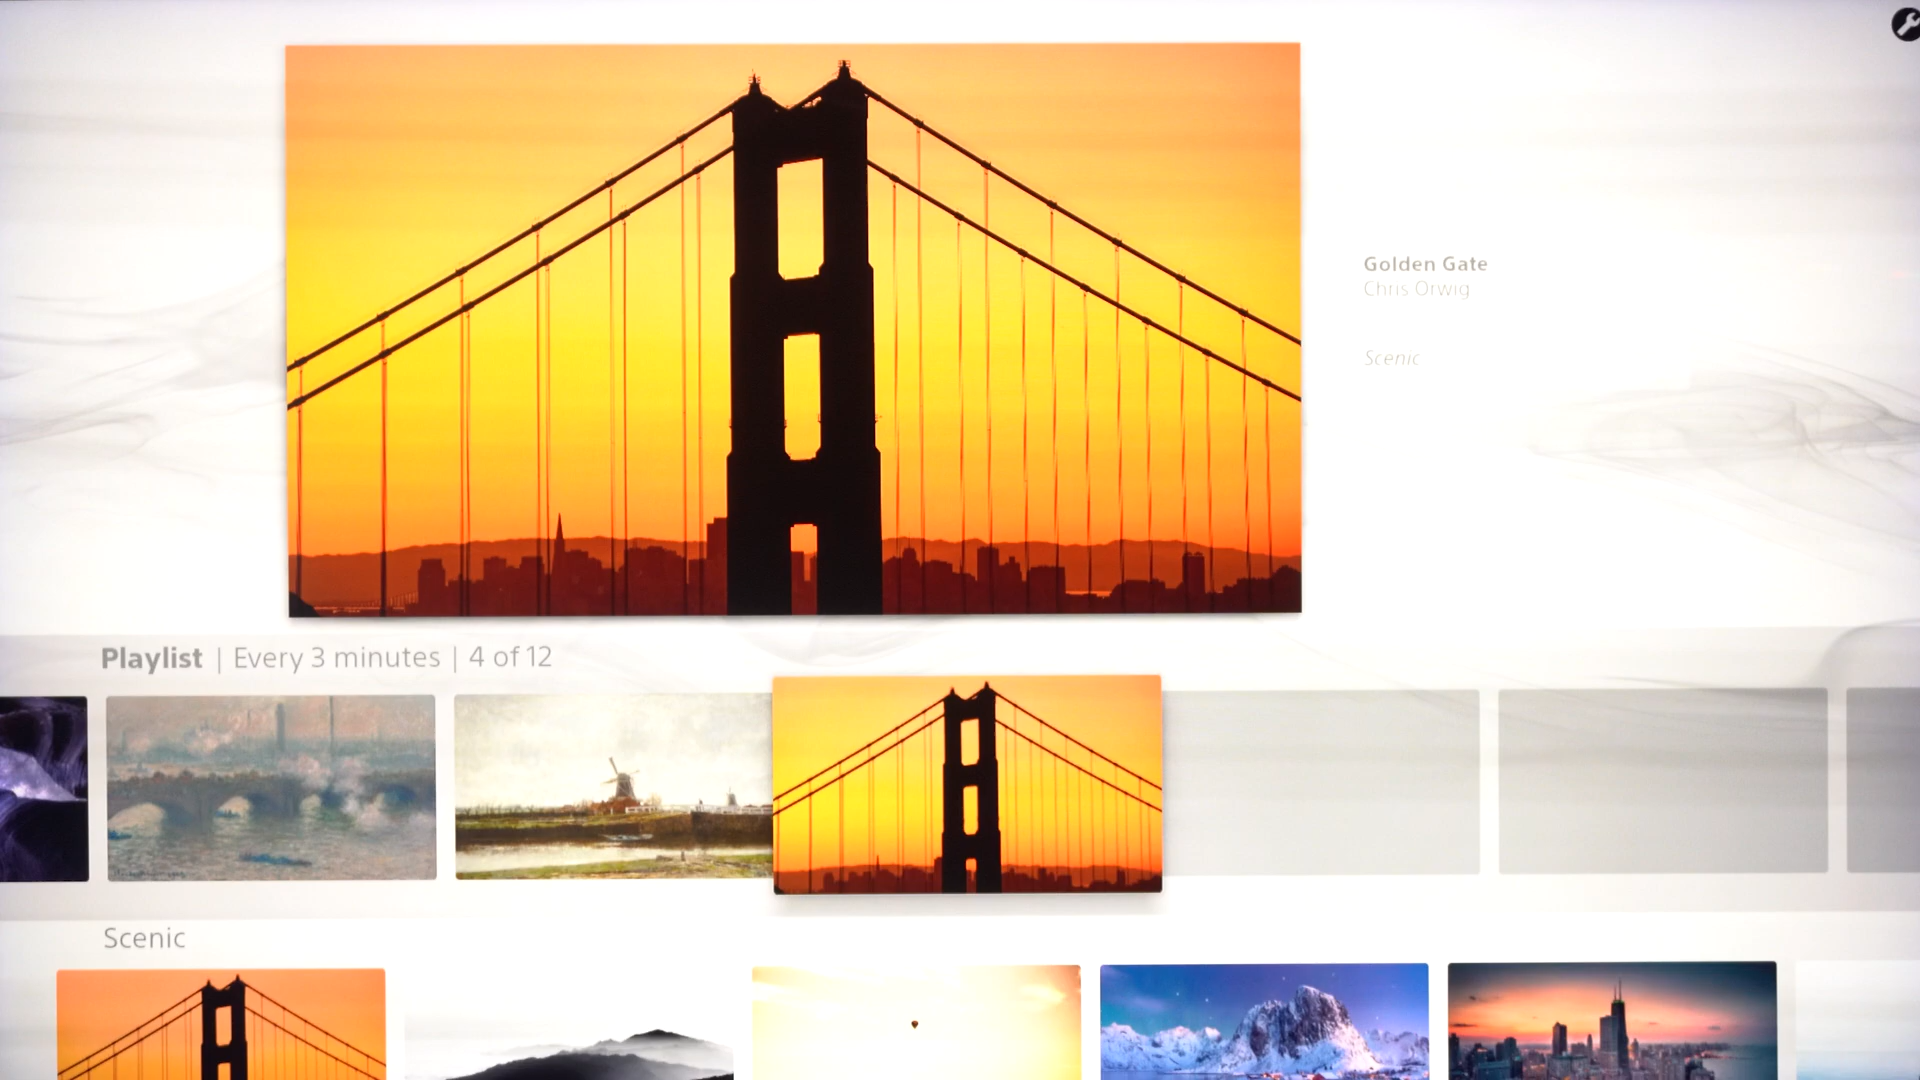 Golden Gate
Chris Orwig
Scenic
Playlist | Every 3 minutes | 4 of 12
Scenic